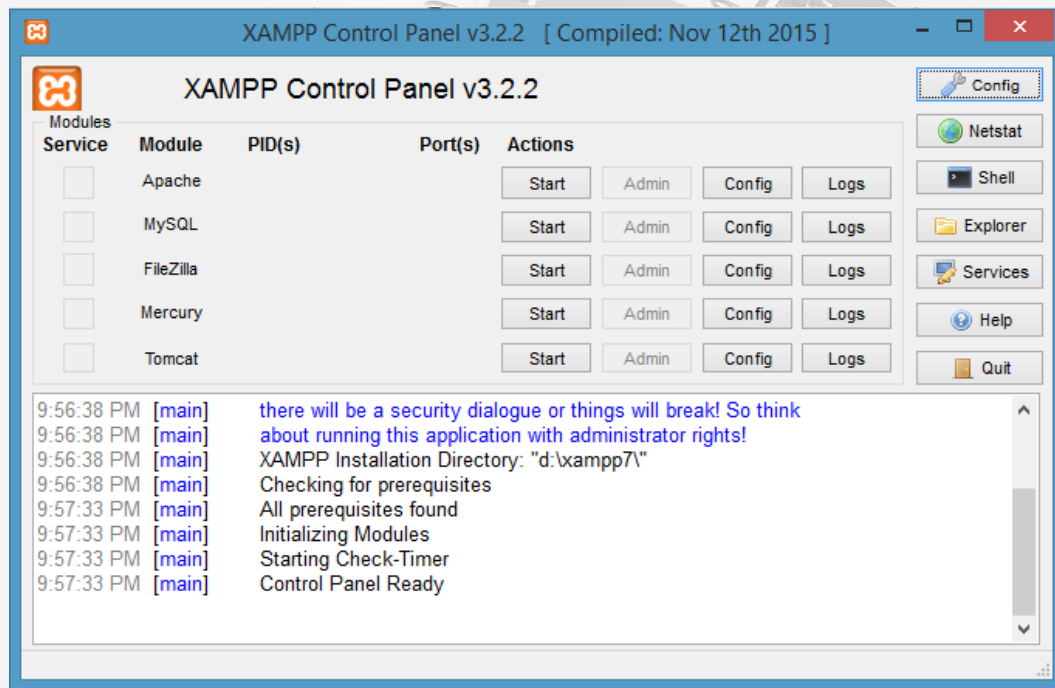 XAMPP Control Panel v3.2.2 [ Compiled: Nov 12th 2015 ]
XAMPP Control Panel v3.2.2
Config
Modules
Service Module PID(s) Port(s) Actions
Netstat
Apache Start Admin Config Logs
Shell
MySQL Start Admin Config Logs
Explorer
FileZilla Start Admin Config Logs
Services
Mercury Start Admin Config Logs
Help
Tomcat Start Admin Config Logs
Quit
9:56:38 PM [main] there will be a security dialogue or things will break! So think
9:56:38 PM [main] about running this application with administrator rights!
9:56:38 PM [main] XAMPP Installation Directory: "d:\xampp7\"
9:56:38 PM [main] Checking for prerequisites
9:57:33 PM [main] All prerequisites found
9:57:33 PM [main] Initializing Modules
9:57:33 PM [main] Starting Check-Timer
9:57:33 PM [main] Control Panel Ready